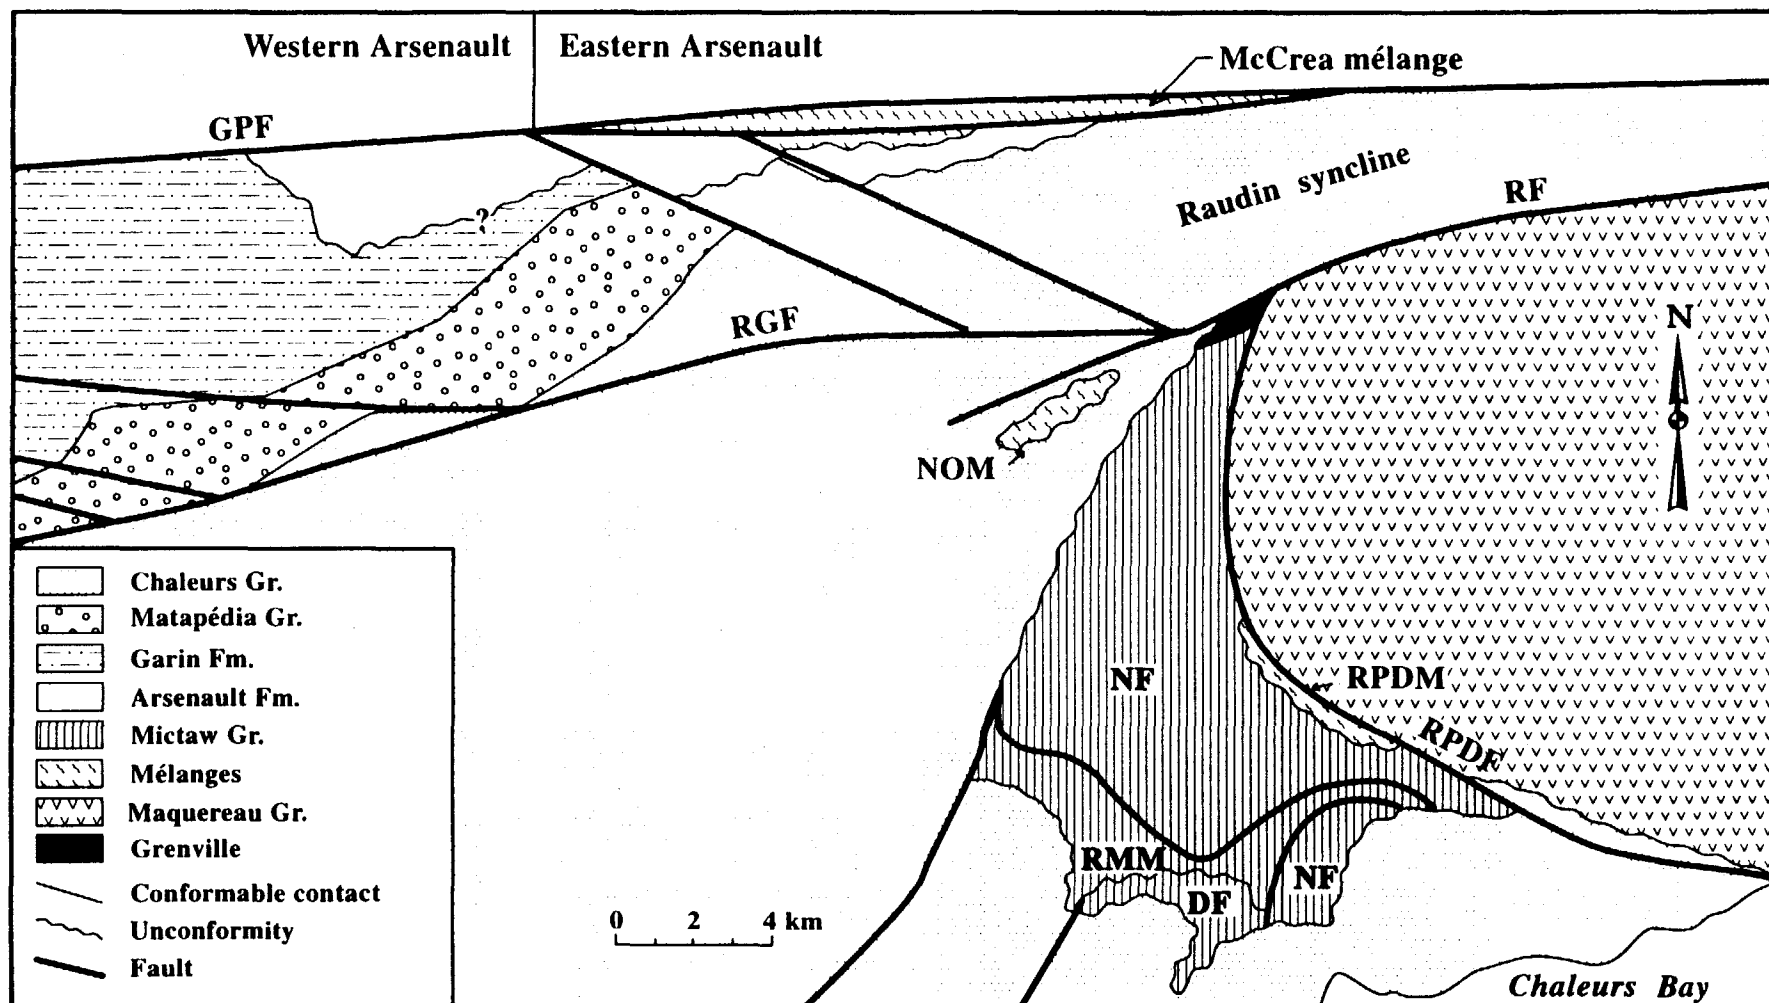 Western Arsenault
Eastern Arsenault
McCrea mélange
GPF
Raudin syncline
RF
?
RGF
N
NOM
NF
RPDM
RPDF
RMM
NF
DF
0 2 4 km
Chaleurs Bay
Chaleurs Gr.
Matapédia Gr.
Garin Fm.
Arsenault Fm.
Mictaw Gr.
Mélanges
Maquereau Gr.
Grenville
Conformable contact
Unconformity
Fault